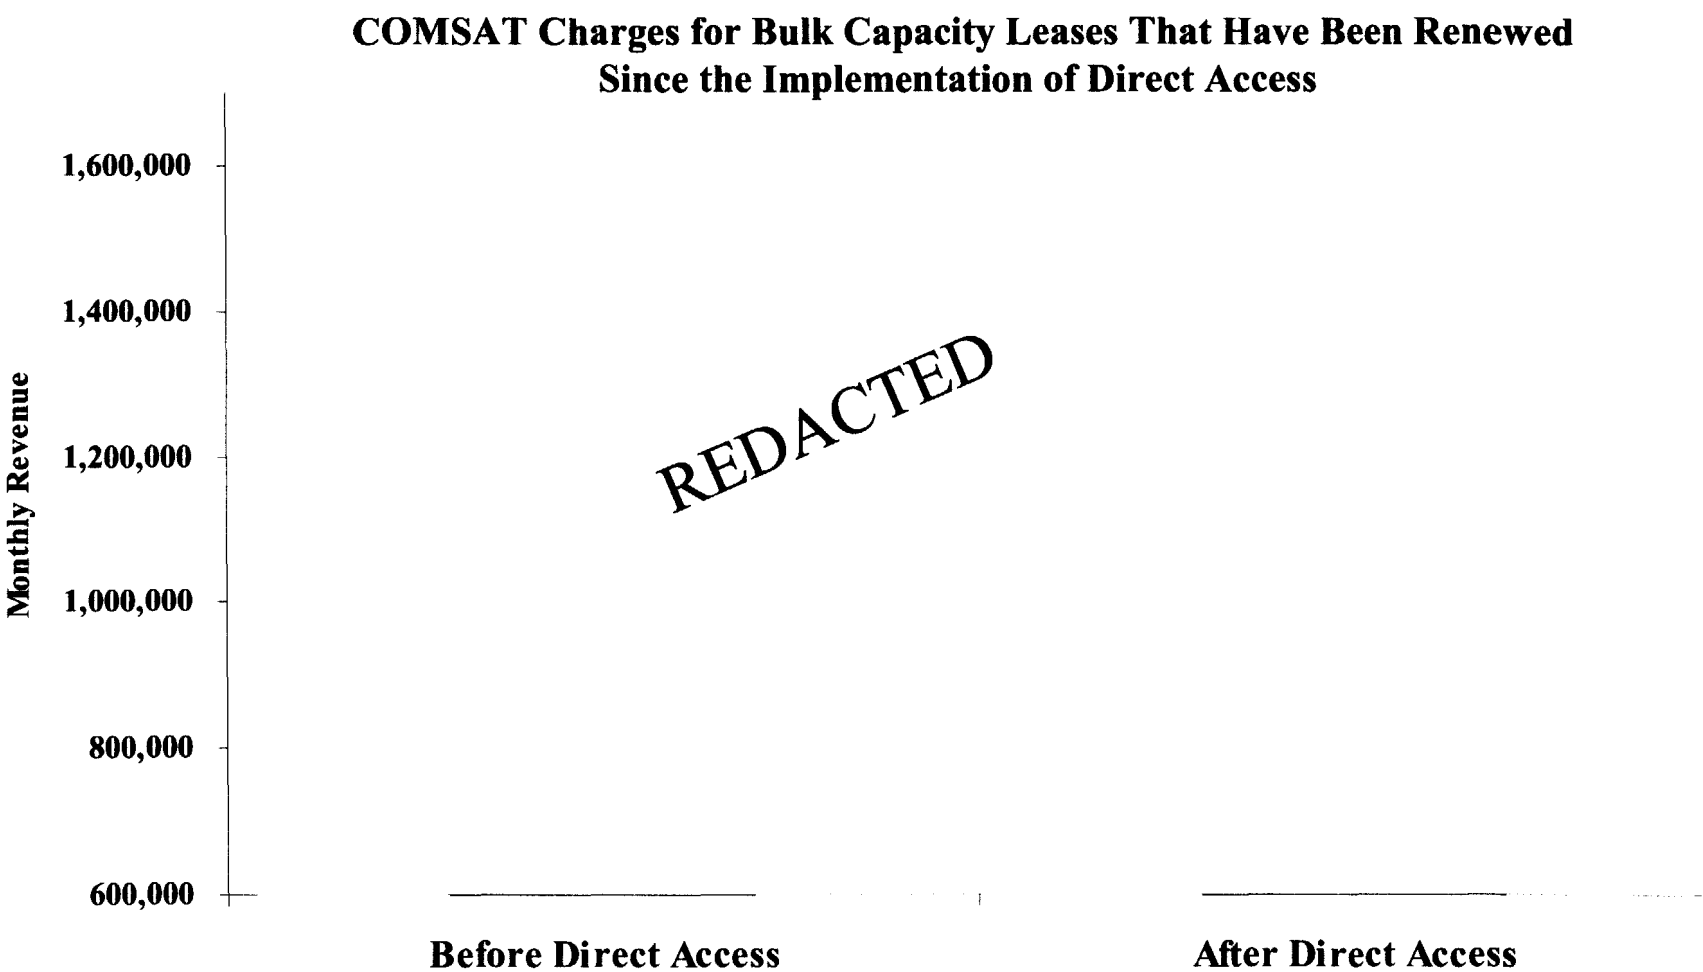 COMSAT Charges for Bulk Capacity Leases That Have Been Renewed
Since the Implementation of Direct Access
1,600,000
1,400,000
1,200,000
1,000,000
800,000
600,000
Monthly Revenue
REDACTED
Before Direct Access
After Direct Access